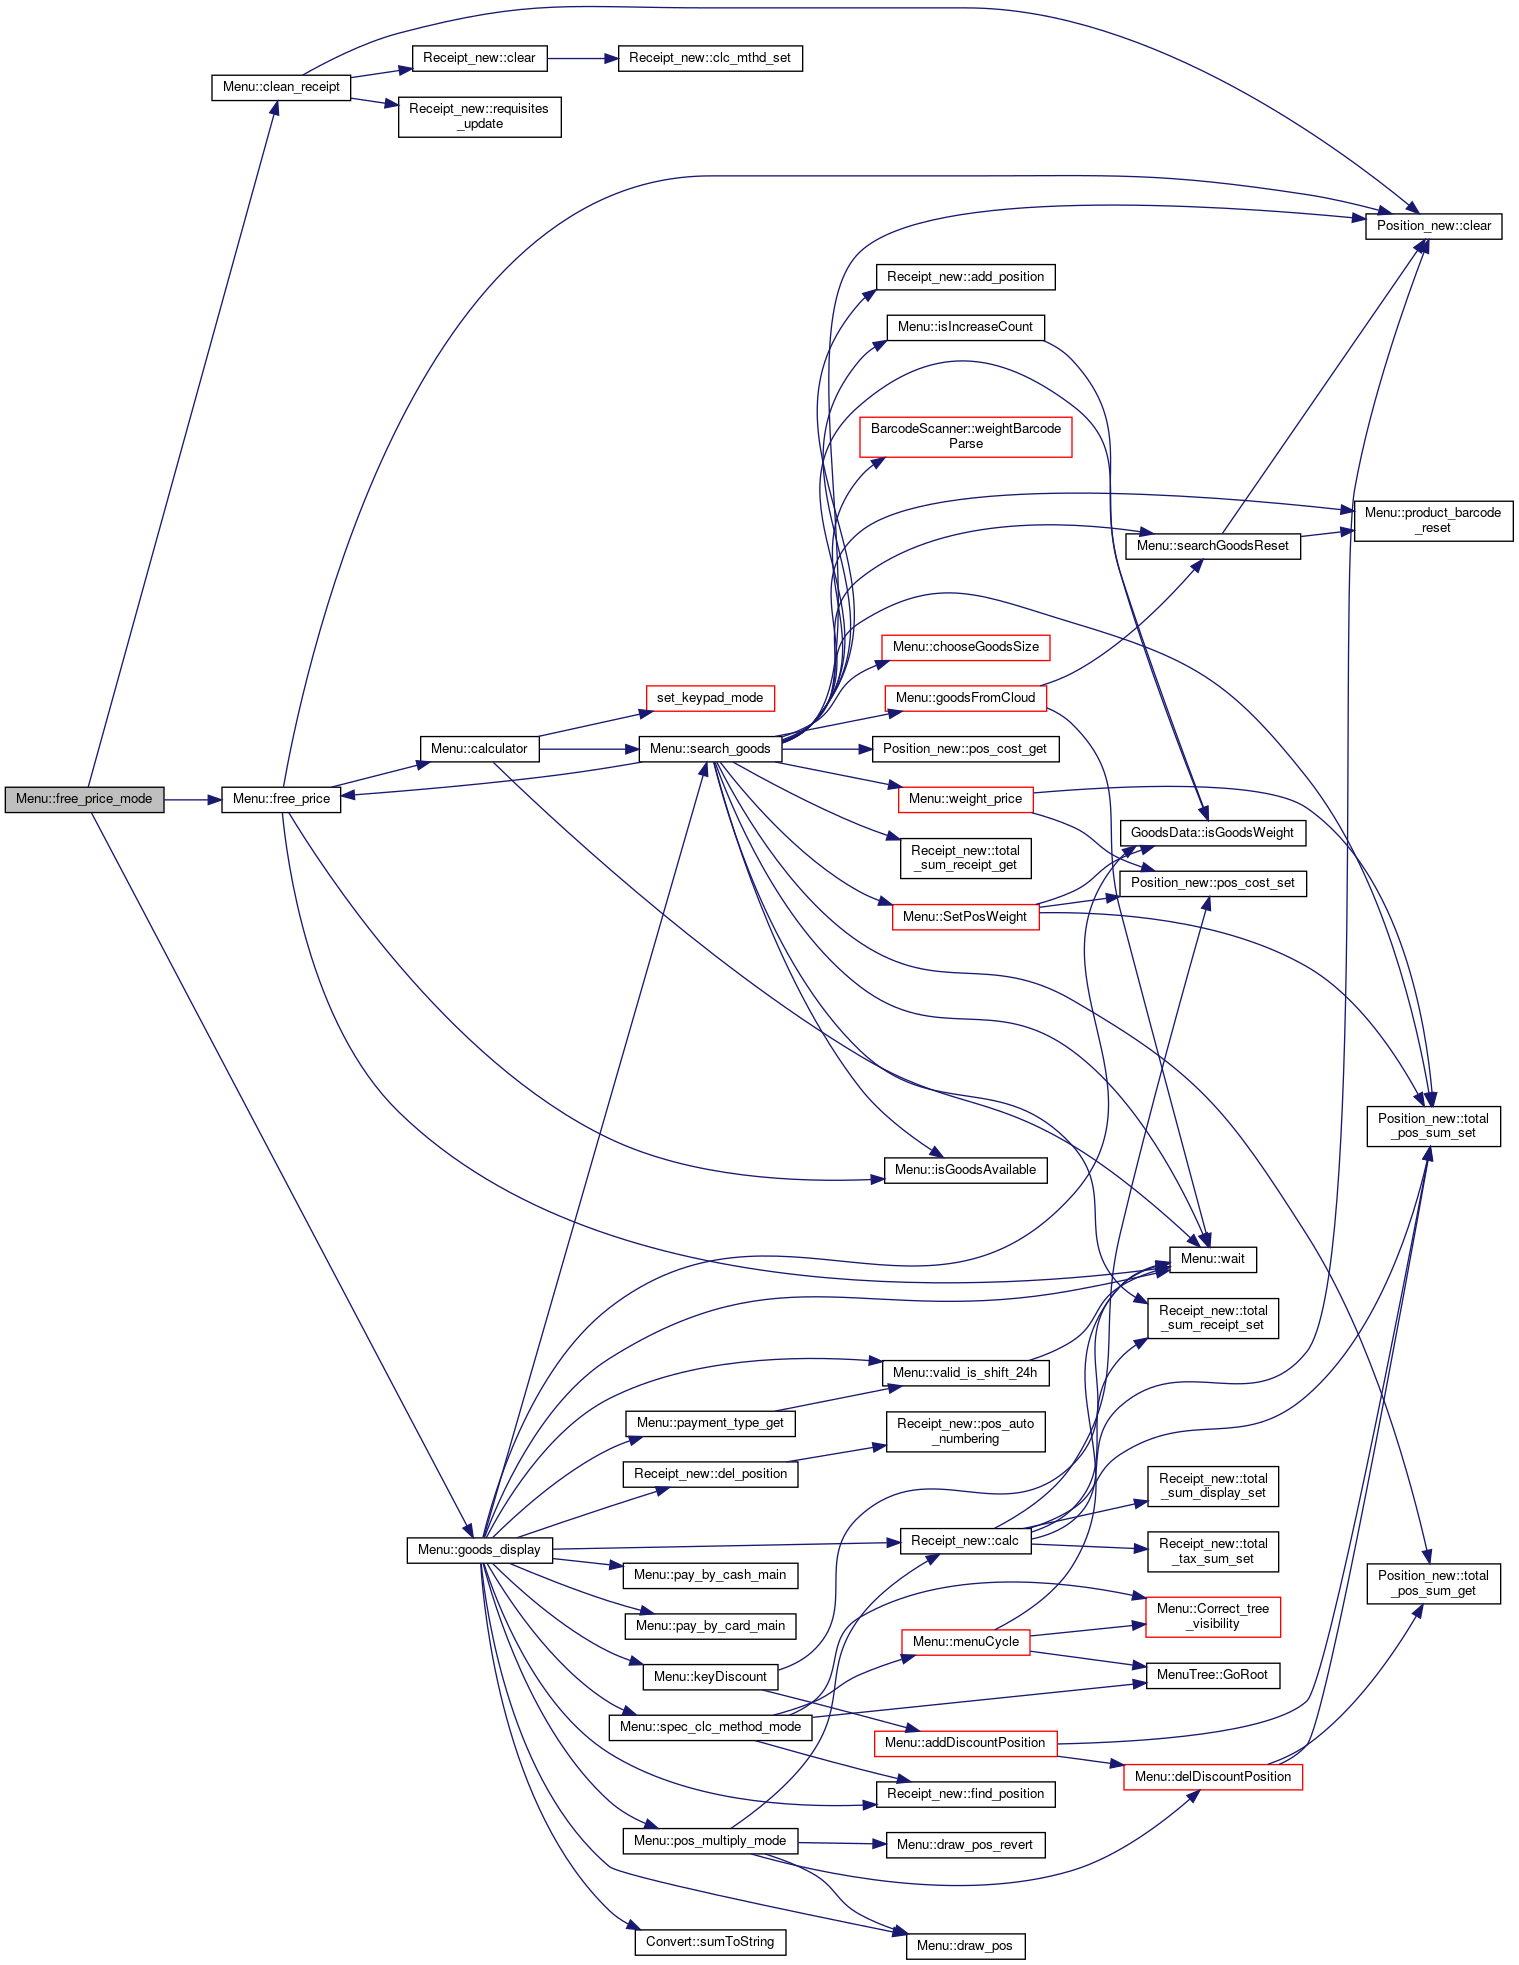 Receipt_new::clear
Receipt_new::clc_mthd_set
Menu::clean_receipt
Receipt_new::requisites
_update
Position_new::clear
Receipt_new::add_position
Menu::isIncreaseCount
BarcodeScanner::weightBarcode
Parse
Menu::product_barcode
_reset
Menu::searchGoodsReset
Menu::chooseGoodsSize
set_keypad_mode
Menu::goodsFromCloud
Menu::calculator
Menu::search_goods
Position_new::pos_cost_get
Menu::free_price_mode
Menu::free_price
Menu::weight_price
GoodsData::isGoodsWeight
Receipt_new::total
_sum_receipt_get
Position_new::pos_cost_set
Menu::SetPosWeight
Position_new::total
_pos_sum_set
Menu::isGoodsAvailable
Menu::wait
Receipt_new::total
_sum_receipt_set
Menu::valid_is_shift_24h
Menu::payment_type_get
Receipt_new::pos_auto
_numbering
Receipt_new::del_position
Receipt_new::total
_sum_display_set
Menu::goods_display
Receipt_new::calc
Receipt_new::total
_tax_sum_set
Menu::pay_by_cash_main
Position_new::total
_pos_sum_get
Menu::pay_by_card_main
Menu::Correct_tree
_visibility
Menu::menuCycle
Menu::keyDiscount
MenuTree::GoRoot
Menu::spec_clc_method_mode
Menu::addDiscountPosition
Menu::delDiscountPosition
Receipt_new::find_position
Menu::pos_multiply_mode
Menu::draw_pos_revert
Convert::sumToString
Menu::draw_pos